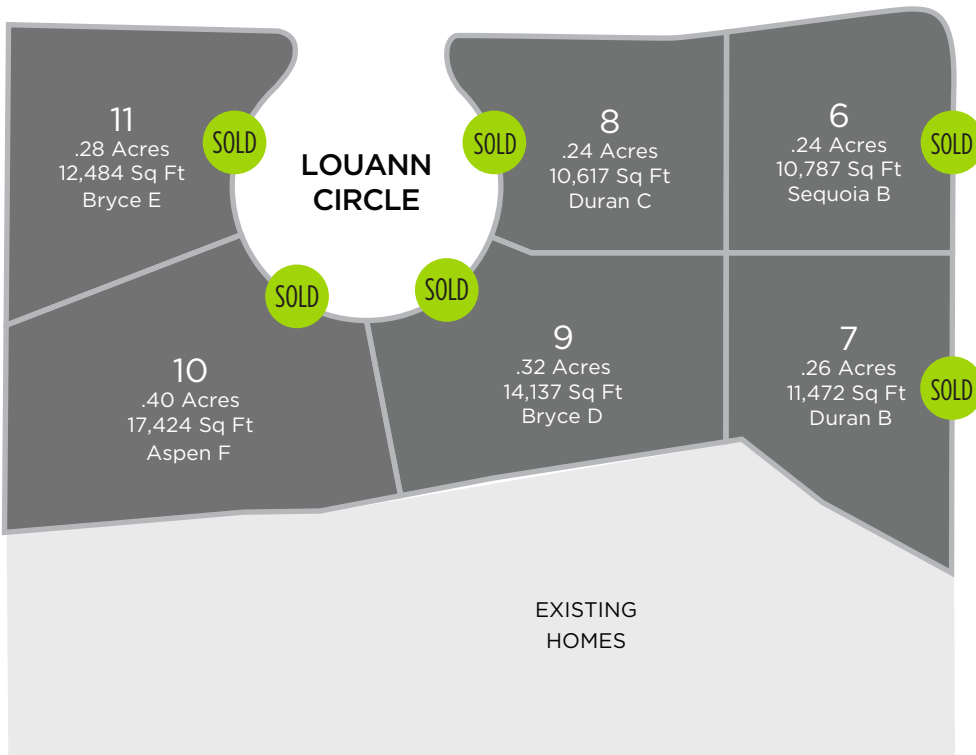 11
.28 Acres
12,484 Sq Ft
Bryce E
SOLD
LOUANN
CIRCLE
SOLD
8
.24 Acres
10,617 Sq Ft
Duran C
6
.24 Acres
10,787 Sq Ft
Sequoia B
SOLD
SOLD
SOLD
10
.40 Acres
17,424 Sq Ft
Aspen F
9
.32 Acres
14,137 Sq Ft
Bryce D
7
.26 Acres
11,472 Sq Ft
Duran B
SOLD
EXISTING
HOMES